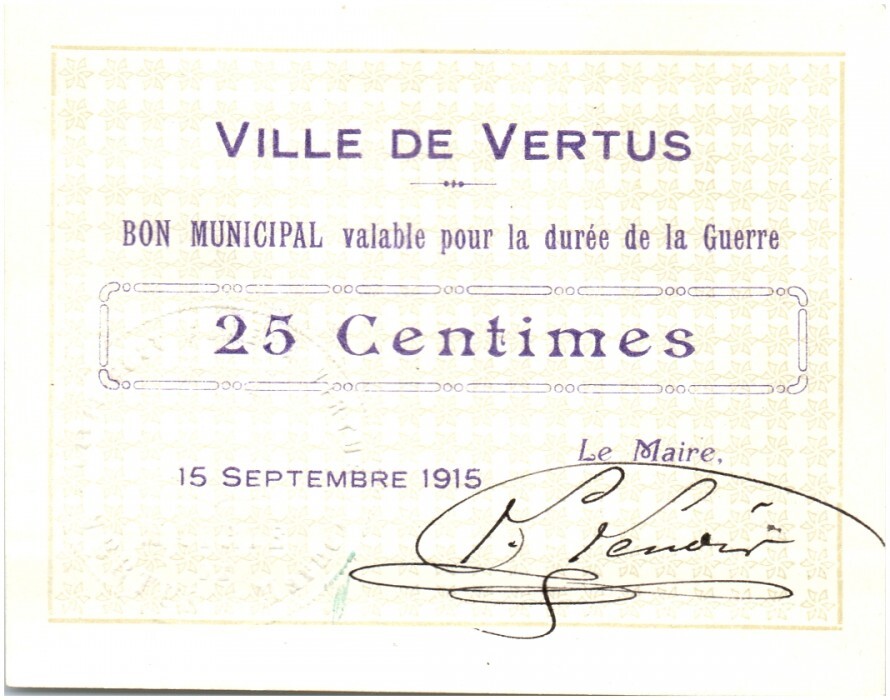 VILLE DE VERTUS
BON MUNICIPAL valable pour la durée de la Guerre
25 Centimes
Le Maire,
15 SEPTEMBRE 1915